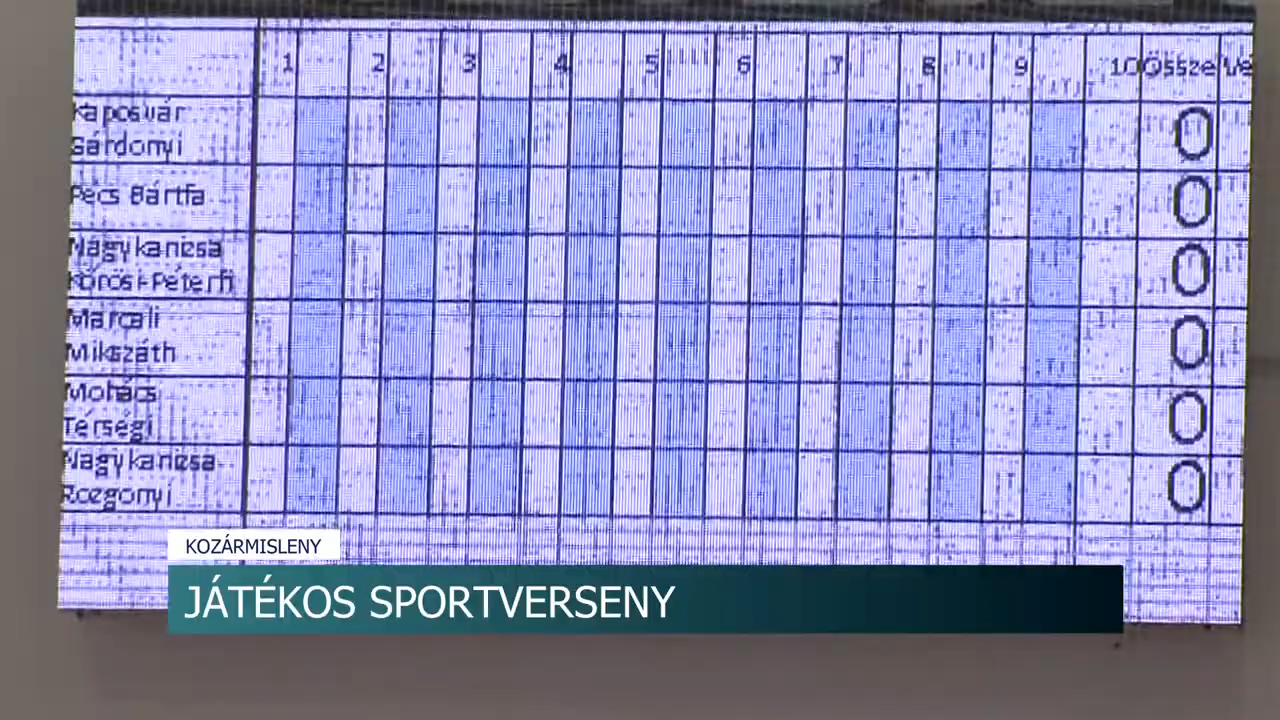 1 2 3 4 5 6 7 8 9 10 Össze
Kaposvár
Gárdonyi 0
Pécs Bártfa 0
Nagykanizsa
Kőrösi-Péterfi 0
Marcali
Mikszáth 0
Mohács
Térségi 0
Nagykanizsa
Rozgonyi 0
KOZÁRMISLENY
JÁTÉKOS SPORTVERSENY